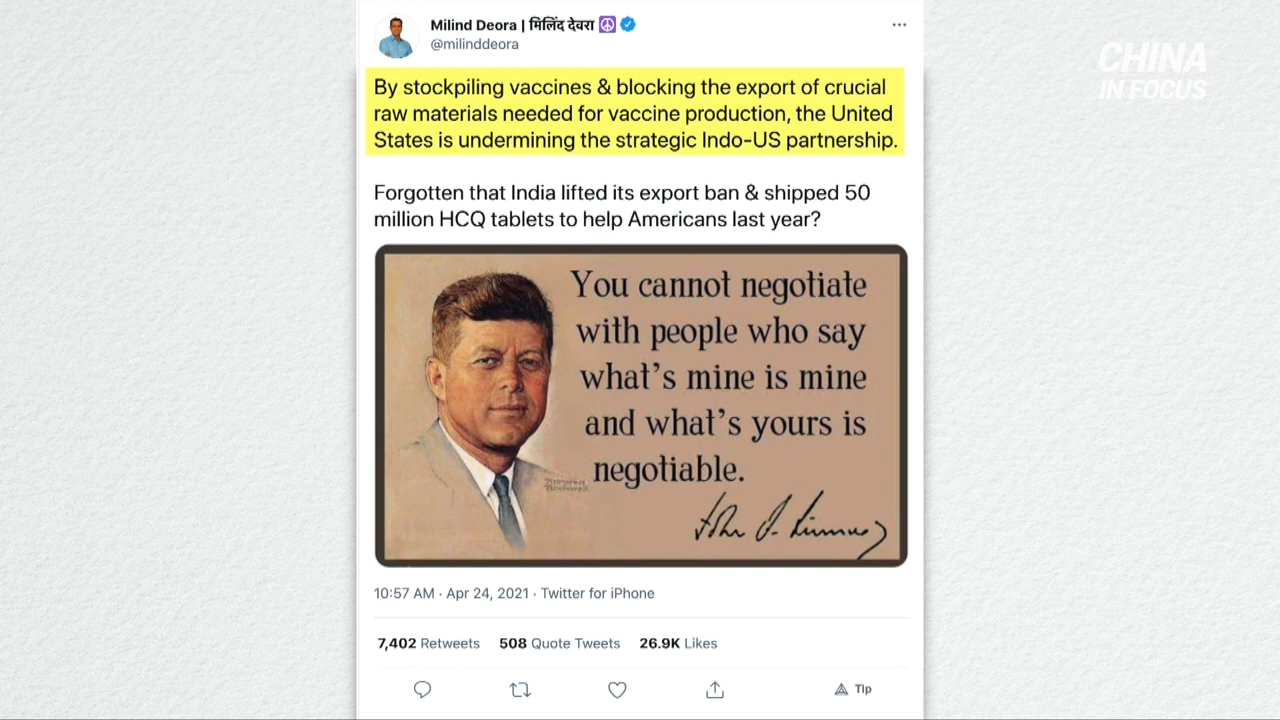 Milind Deora | मिलिंद देवरा
@milinddeora
CHINA
IN FOCUS
By stockpiling vaccines & blocking the export of crucial
raw materials needed for vaccine production, the United
States is undermining the strategic Indo-US partnership.
Forgotten that India lifted its export ban & shipped 50
million HCQ tablets to help Americans last year?
You cannot negotiate
with people who say
what's mine is mine
and what's yours is
negotiable.
Norman
Rockwell
10:57 AM · Apr 24, 2021 · Twitter for iPhone
7,402 Retweets 508 Quote Tweets 26.9K Likes
Tip